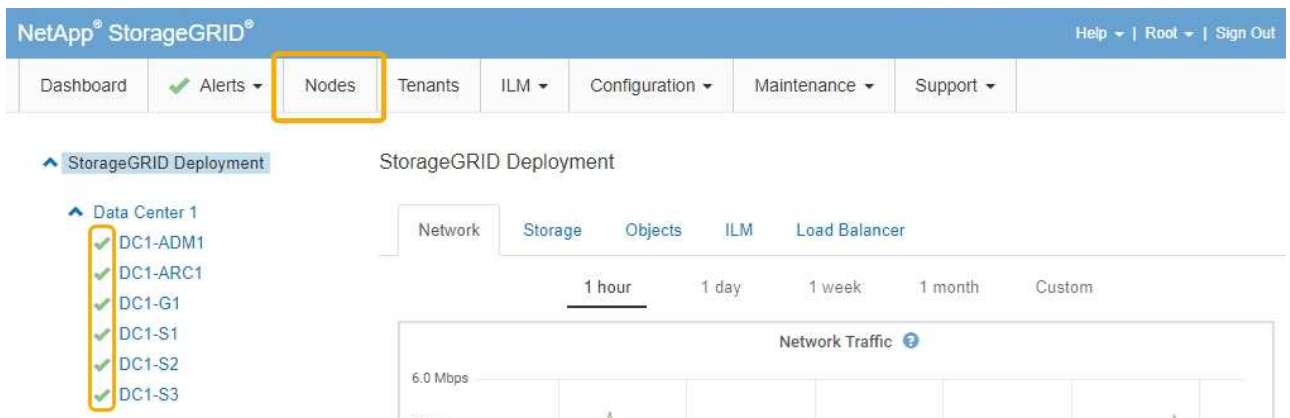 NetApp® StorageGRID®
Help | Root | Sign Out
Dashboard Alerts Nodes Tenants ILM Configuration Maintenance Support
StorageGRID Deployment
StorageGRID Deployment
Data Center 1
DC1-ADM1
DC1-ARC1
DC1-G1
DC1-S1
DC1-S2
DC1-S3
Network Storage Objects ILM Load Balancer
1 hour 1 day 1 week 1 month Custom
Network Traffic ?
6.0 Mbps